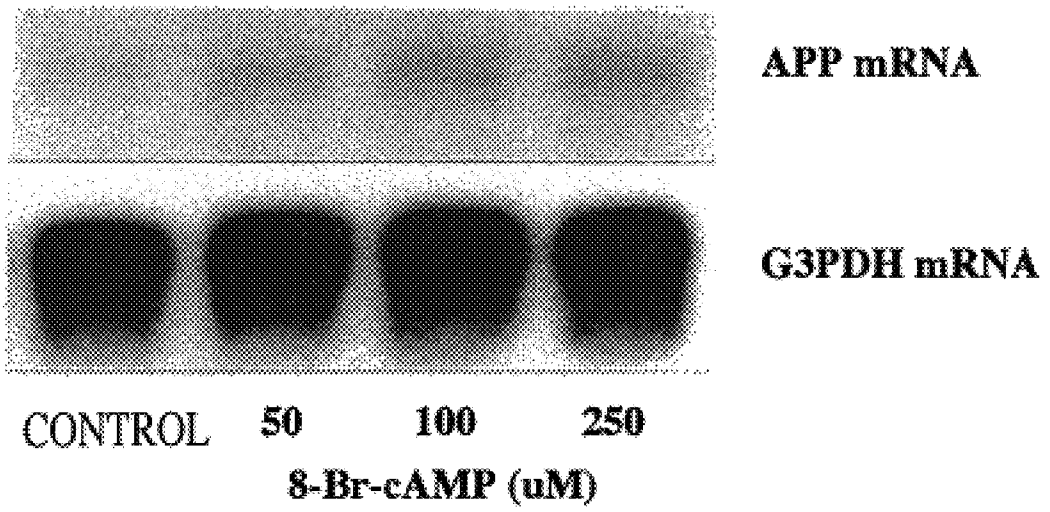 APP mRNA
G3PDH mRNA
CONTROL 50 100 250
8-Br-cAMP (uM)